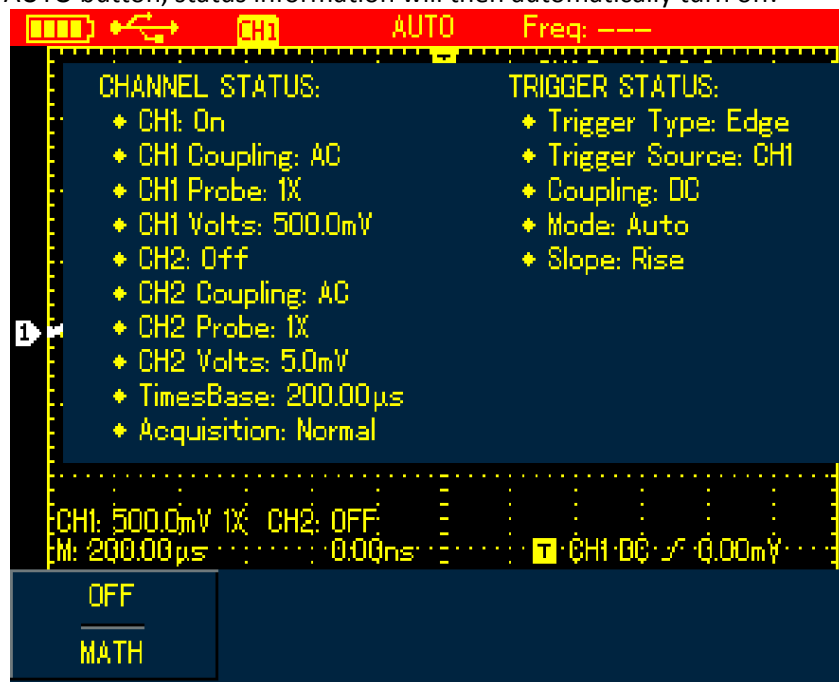 AUTO button, status information will then automatically turn off.
CH1 AUTO Freq: ---
CHANNEL STATUS:
◆ CH1: On
◆ CH1 Coupling: AC
◆ CH1 Probe: 1X
◆ CH1 Volts: 500.0mV
◆ CH2: Off
◆ CH2 Coupling: AC
◆ CH2 Probe: 1X
◆ CH2 Volts: 5.0mV
◆ TimesBase: 200.00μs
◆ Acquisition: Normal
TRIGGER STATUS:
◆ Trigger Type: Edge
◆ Trigger Source: CH1
◆ Coupling: DC
◆ Mode: Auto
◆ Slope: Rise
1
CH1: 500.0mV 1X CH2: OFF
M: 200.00μs 0.00ns T CH1 DC 0.00mV
OFF
MATH